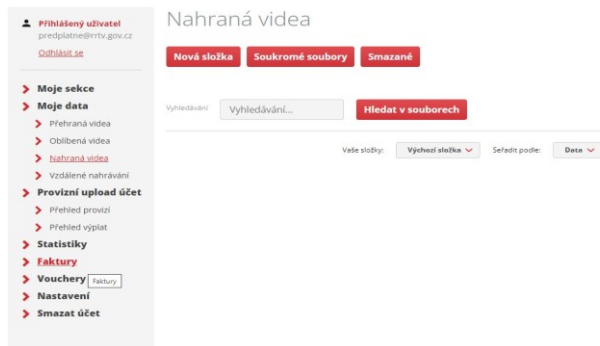 Přihlášený uživatel
predplatne@rrtv.gov.cz
Odhlásit se
Moje sekce
Moje data
Přehraná videa
Oblíbená videa
Nahraná videa
Vzdálené nahrávání
Provizní upload účet
Přehled provizí
Přehled výplat
Statistiky
Faktury
Vouchery
Faktury
Nastavení
Smazat účet
Nahraná videa
Nová složka Soukromé soubory Smazané
Vyhledávání Vyhledávání... Hledat v souborech
Vaše složky: Výchozí složka Seřadit podle: Data